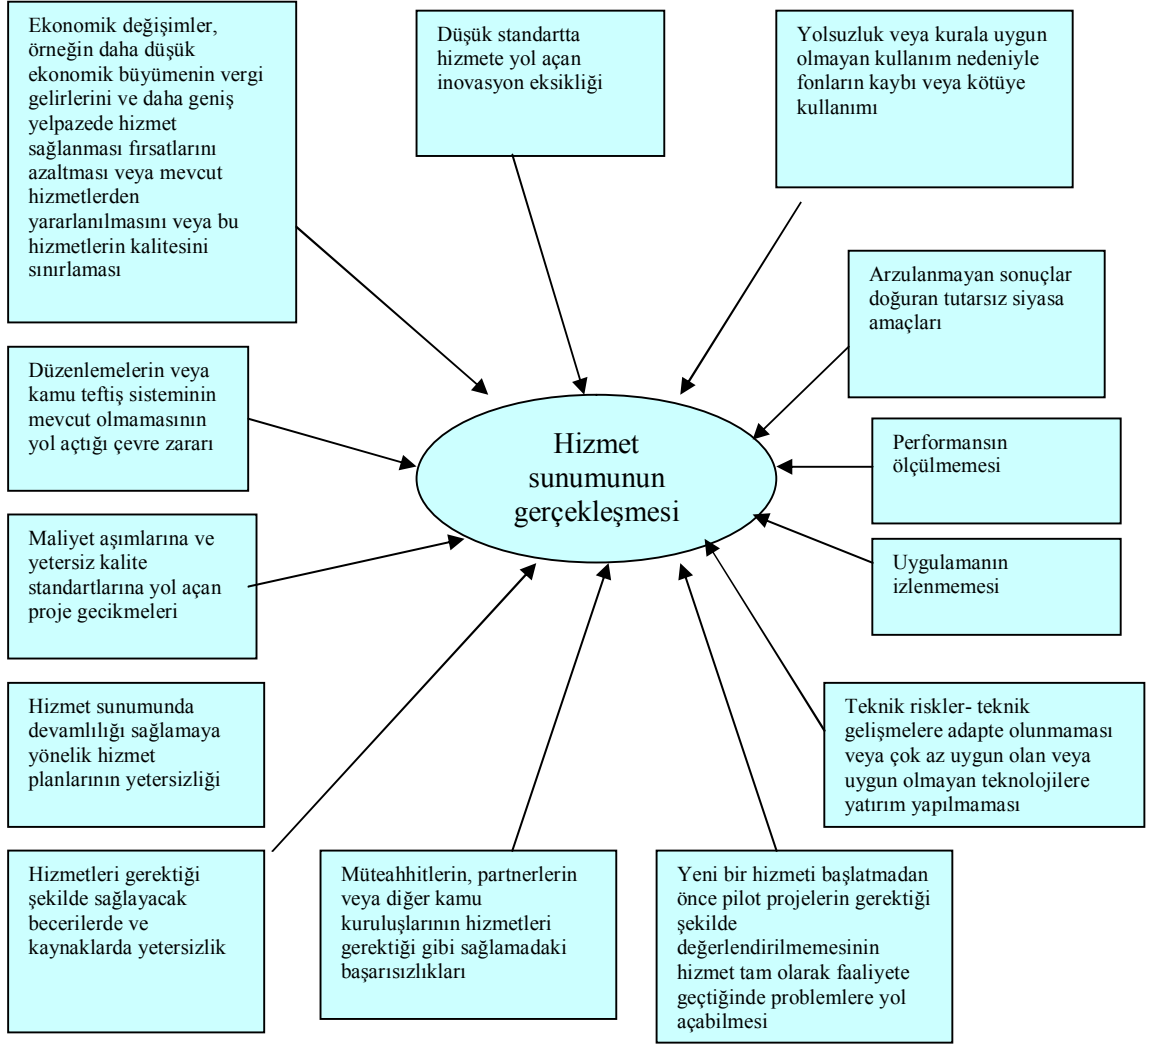 Ekonomik değişimler,
örneğin daha düşük
ekonomik büyümenin vergi
gelirlerini ve daha geniş
yelpazede hizmet
sağlanması fırsatlarını
azaltması veya mevcut
hizmetlerden
yararlanılmasını veya bu
hizmetlerin kalitesini
sınırlaması
Düşük standartta
hizmete yol açan
inovasyon eksikliği
Yolsuzluk veya kurala uygun
olmayan kullanım nedeniyle
fonların kaybı veya kötüye
kullanımı
Arzulanmayan sonuçlar
doğuran tutarsız siyasa
amaçları
Düzenlemelerin veya
kamu teftiş sisteminin
mevcut olmamasının
yol açtığı çevre zararı
Hizmet
sunumunun
gerçekleşmesi
Performansın
ölçülmemesi
Maliyet aşımlarına ve
yetersiz kalite
standartlarına yol açan
proje gecikmeleri
Uygulamanın
izlenmemesi
Hizmet sunumunda
devamlılığı sağlamaya
yönelik hizmet
planlarının yetersizliği
Teknik riskler- teknik
gelişmelere adapte olunmaması
veya çok az uygun olan veya
uygun olmayan teknolojilere
yatırım yapılmaması
Hizmetleri gerektiği
şekilde sağlayacak
becerilerde ve
kaynaklarda yetersizlik
Müteahhitlerin, partnerlerin
veya diğer kamu
kuruluşlarının hizmetleri
gerektiği gibi sağlamadaki
başarısızlıkları
Yeni bir hizmeti başlatmadan
önce pilot projelerin gerektiği
şekilde
değerlendirilmemesinin
hizmet tam olarak faaliyete
geçtiğinde problemlere yol
açabilmesi